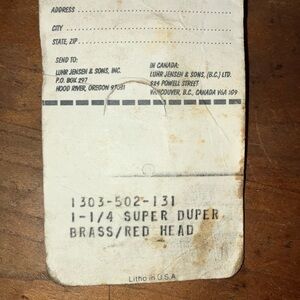 ADDRESS
CITY
STATE, ZIP
SEND TO:
LUHR JENSEN & SONS, INC.
P.O. BOX 297
HOOD RIVER, OREGON 97031
IN CANADA:
LUHR JENSEN & SONS, (B.C.) LTD.
884 POWELL STREET
VANCOUVER, B.C., CANADA V6A 1G9
1303-502-131
1-1/4 SUPER DUPER
BRASS/RED HEAD
Litho in U.S.A.